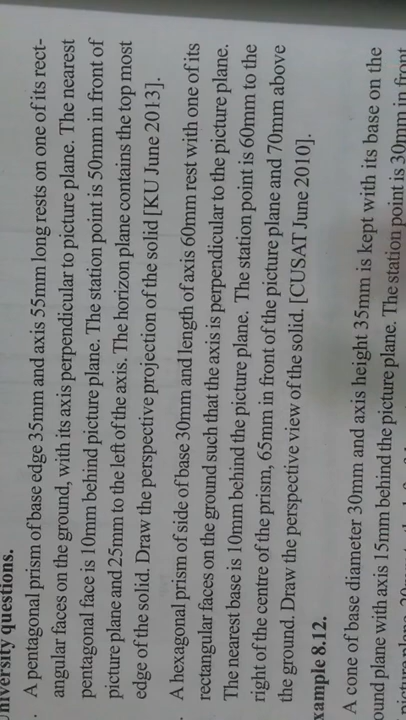 niversity questions.
A pentagonal prism of base edge 35mm and axis 55mm long rests on one of its rect-
angular faces on the ground, with its axis perpendicular to picture plane. The nearest
pentagonal face is 10mm behind picture plane. The station point is 50mm in front of
picture plane and 25mm to the left of the axis. The horizon plane contains the top most
edge of the solid. Draw the perspective projection of the solid [KU June 2013].
A hexagonal prism of side of base 30mm and length of axis 60mm rest with one of its
rectangular faces on the ground such that the axis is perpendicular to the picture plane.
The nearest base is 10mm behind the picture plane. The station point is 60mm to the
right of the centre of the prism, 65mm in front of the picture plane and 70mm above
the ground. Draw the perspective view of the solid. [CUSAT June 2010].
xample 8.12.
A cone of base diameter 30mm and axis height 35mm is kept with its base on the
ound plane with axis 15mm behind the picture plane. The station point is 30mm in front